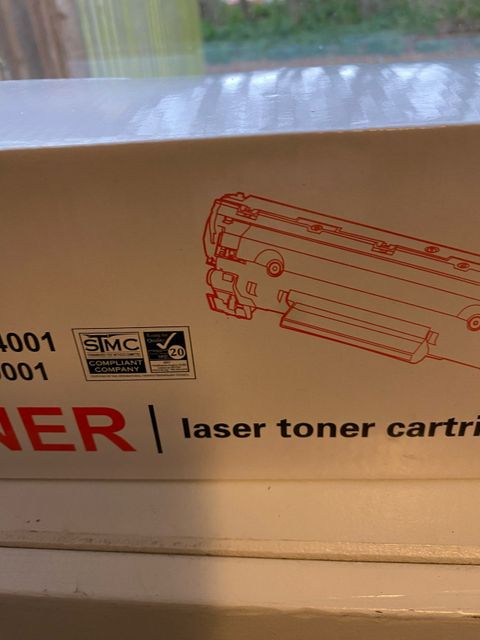 4001
001
STMC
COMPLIANT
COMPANY
20
NER | laser toner cartri